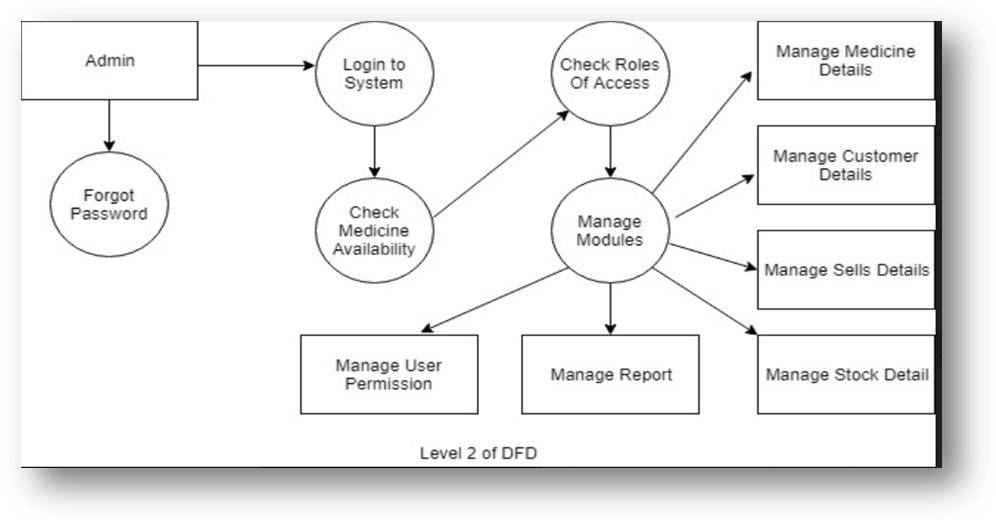 Admin
Login to
System
Check Roles
Of Access
Manage Medicine
Details
Forgot
Password
Check
Medicine
Availability
Manage
Modules
Manage Customer
Details
Manage Sells Details
Manage User
Permission
Manage Report
Manage Stock Detail
Level 2 of DFD